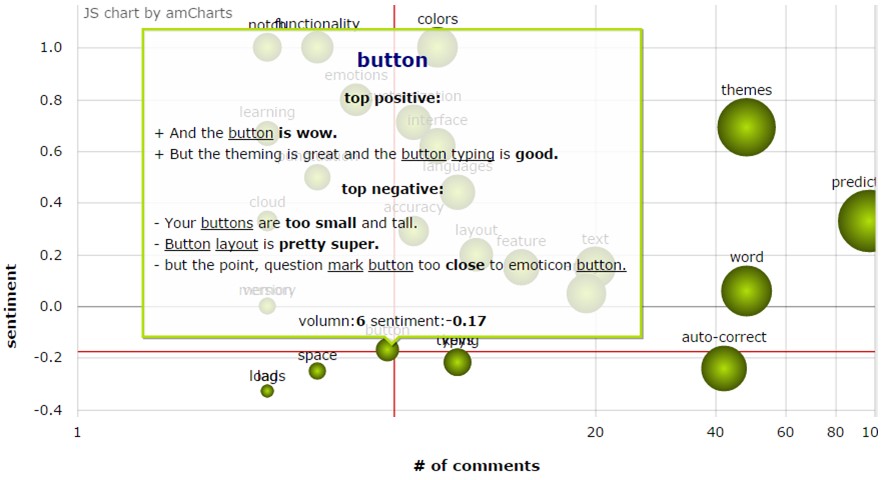 JS chart by amCharts
functionality
colors
1.0
button
emotions
themes
0.8
top positive:
learning
interface
+ And the button is wow.
0.6
+ But the theming is great and the button typing is good.
languages
predict
top negative:
0.4
cloud
accuracy
- Your buttons are too small and tall.
layout
0.2
- Button layout is pretty super.
feature
text
word
- but the point, question mark button too close to emoticon button.
sentiment
0.0
memory
volumn:6 sentiment:-0.17
button
auto-correct
typing
-0.2
space
-0.4
1
20
40
60
80
10
# of comments